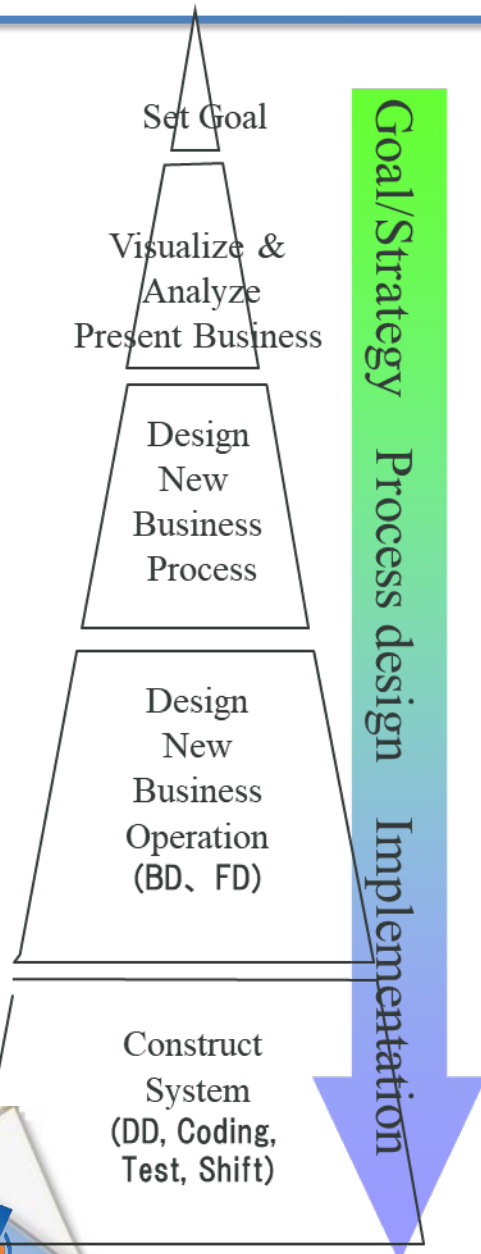 Set Goal
Visualize &
Analyze
Present Business
Design
New
Business
Process
Design
New
Business
Operation
(BD、FD)
Construct
System
(DD, Coding,
Test, Shift)
Goal/Strategy Process design Implementation